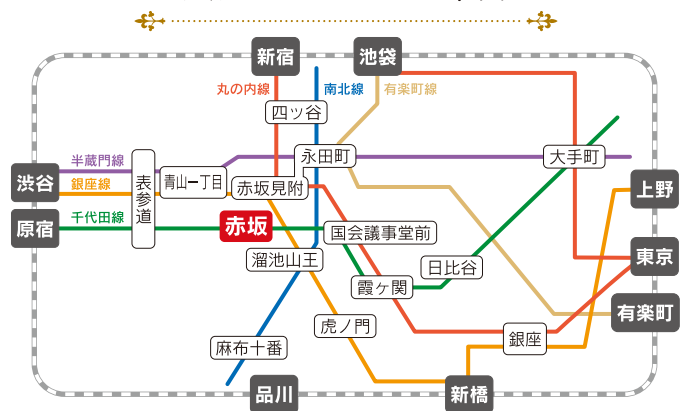 新宿
池袋
丸の内線
南北線
有楽町線
四ツ谷
永田町
大手町
半蔵門線
渋谷
銀座線
表参道
青山一丁目
赤坂見附
上野
千代田線
原宿
赤坂
国会議事堂前
溜池山王
日比谷
東京
霞ヶ関
有楽町
虎ノ門
銀座
麻布十番
品川
新橋